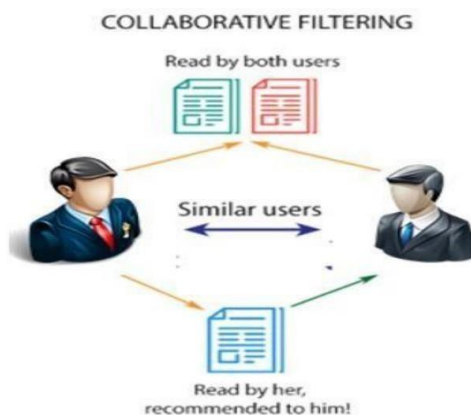 COLLABORATIVE FILTERING
Read by both users
Similar users
Read by her,
recommended to him!